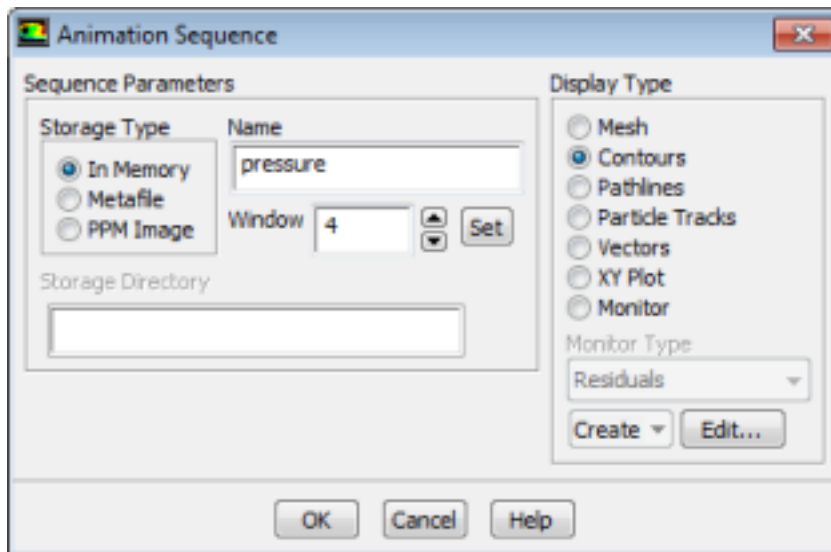 Animation Sequence
Sequence Parameters
Storage Type
In Memory
Metafile
PPM Image
Name
pressure
Window 4 Set
Storage Directory
Display Type
Mesh
Contours
Pathlines
Particle Tracks
Vectors
XY Plot
Monitor
Monitor Type
Residuals
Create Edit...
OK Cancel Help